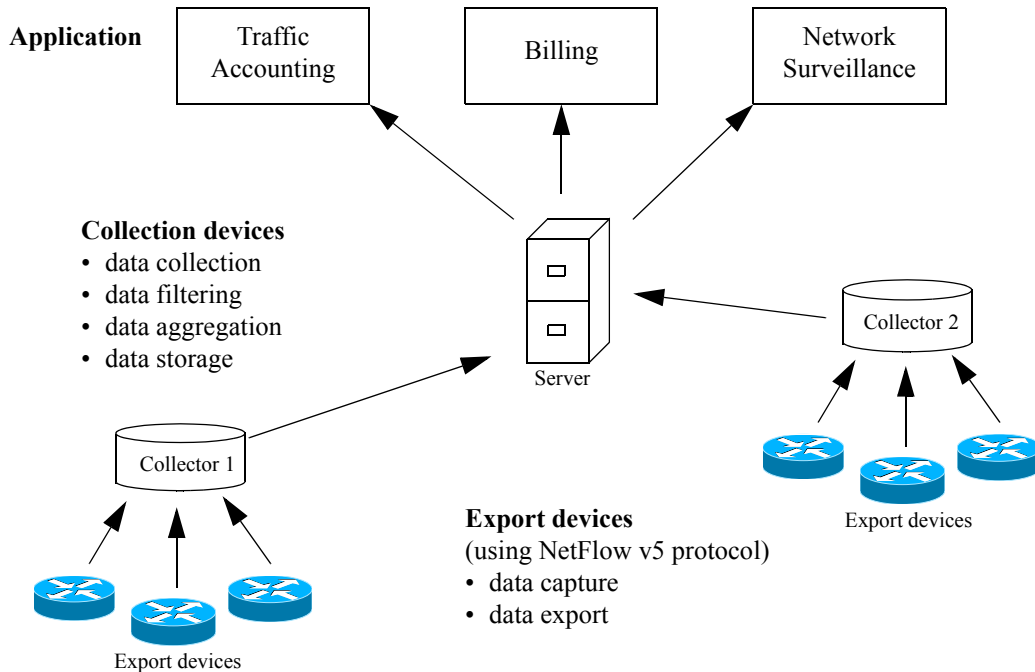 Application
Traffic
Accounting
Billing
Network
Surveillance
Collection devices
• data collection
• data filtering
• data aggregation
• data storage
Server
Collector 2
Export devices
Collector 1
Export devices
Export devices
(using NetFlow v5 protocol)
• data capture
• data export